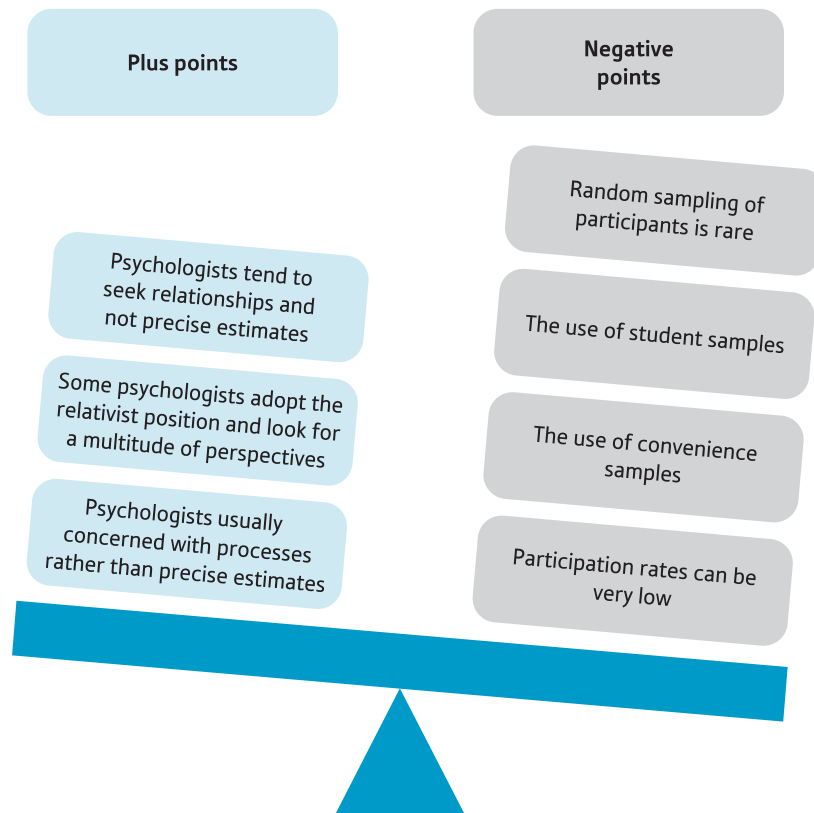 Plus points
Negative
points
Psychologists tend to
seek relationships and
not precise estimates
Some psychologists adopt the
relativist position and look for
a multitude of perspectives
Psychologists usually
concerned with processes
rather than precise estimates
Random sampling of
participants is rare
The use of student samples
The use of convenience
samples
Participation rates can be
very low